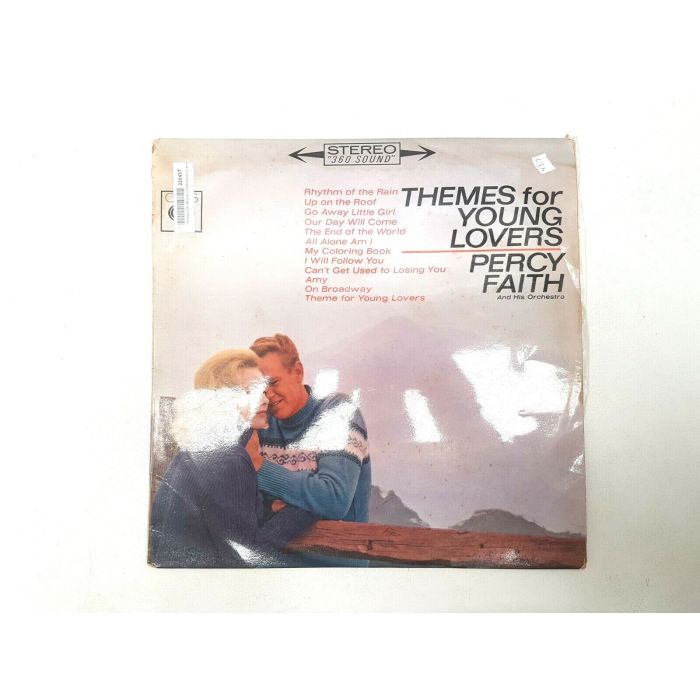 STEREO
"360 SOUND"
Rhythm of the Rain
Up on the Roof
Go Away Little Girl
Our Day Will Come
The End of the World
All Alone Am I
My Coloring Book
I Will Follow You
Can't Get Used to Losing You
Amy
On Broadway
Theme for Young Lovers
THEMES for
YOUNG
LOVERS
PERCY
FAITH
And His Orchestra